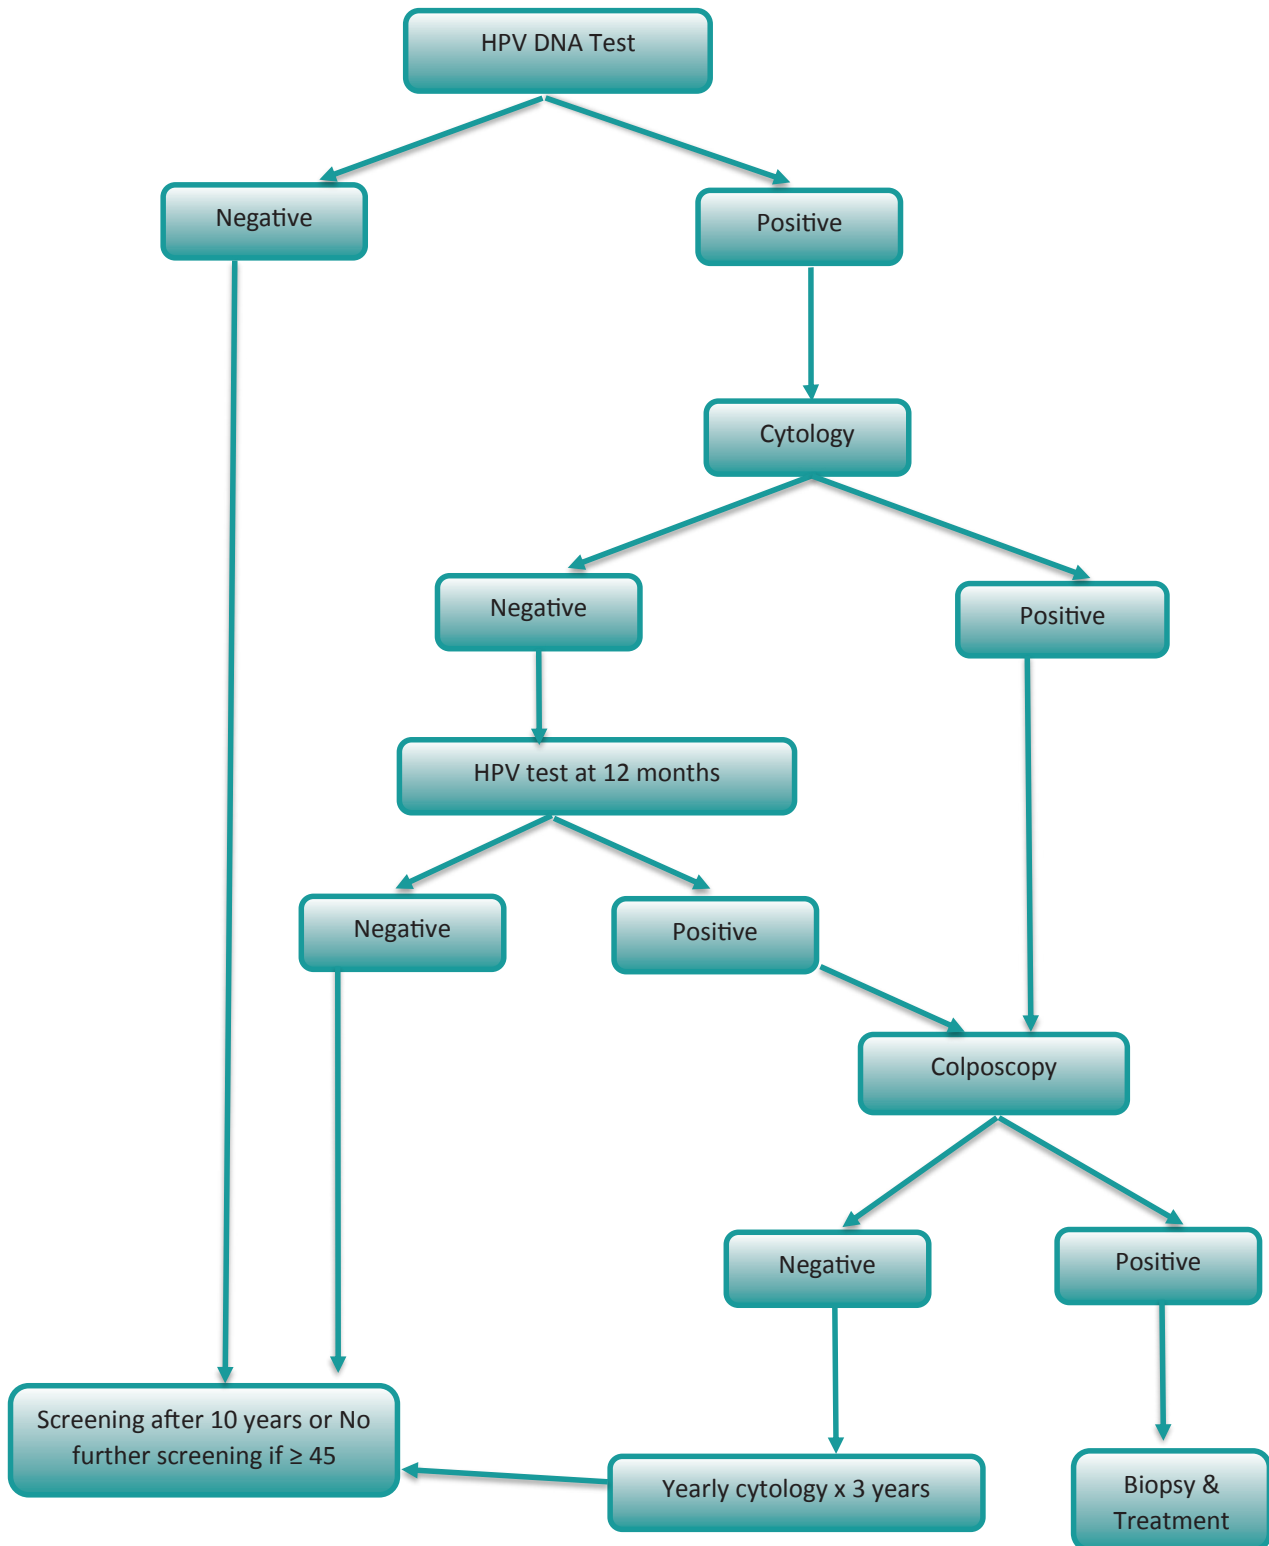 HPV DNA Test
Negative
Positive
Cytology
Negative
Positive
HPV test at 12 months
Negative
Positive
Colposcopy
Negative
Positive
Screening after 10 years or No
further screening if ≥ 45
Yearly cytology x 3 years
Biopsy &
Treatment